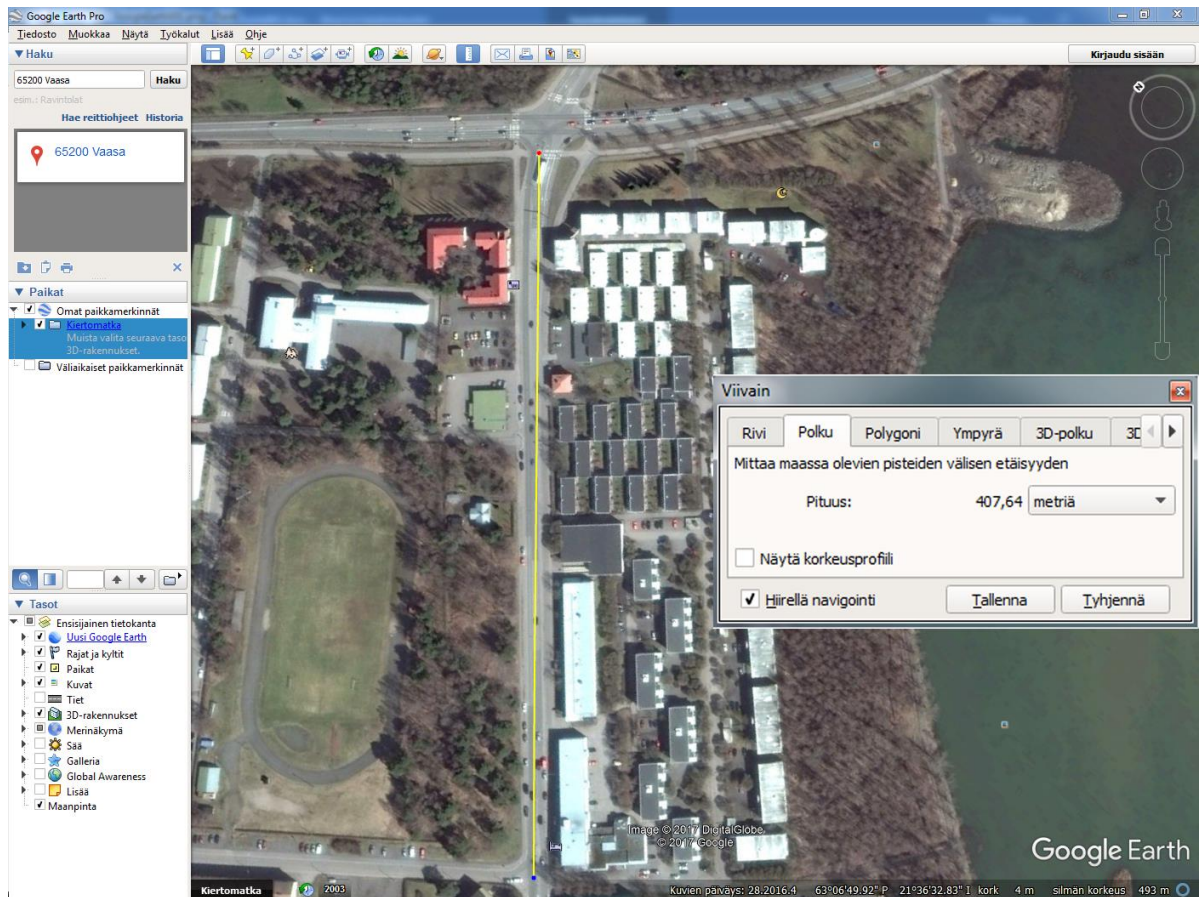 Google Earth Pro
Tiedosto Muokkaa Näytä Työkalut Lisää Ohje
Haku
Kirjaudu sisään
65200 Vaasa
Haku
esim.: Ravintolat
Hae reittiohjeet Historia
65200 Vaasa
Paikat
Omat paikkamerkinnät
Kiertomatka
Muista valita seuraava taso
3D-rakennukset.
Väliaikaiset paikkamerkinnät
Viivain
Rivi Polku Polygoni Ympyrä 3D-polku 3D
Mittaa maassa olevien pisteiden välisen etäisyyden
Pituus: 407,64 metriä
Näytä korkeusprofiili
Hiirellä navigointi Tallenna Tyhjennä
Tasot
Ensisijainen tietokanta
Uusi Google Earth
Rajat ja kyltit
Paikat
Kuvat
Tiet
3D-rakennukset
Merinäkymä
Sää
Galleria
Global Awareness
Lisää
Maanpinta
Image © 2017 DigitalGlobe
© 2017 Google
Google Earth
Kiertomatka 2003 Kuvien päiväys: 28.2016.4 63°06'49.92" P 21°36'32.83" I kork 4 m silmän korkeus 493 m